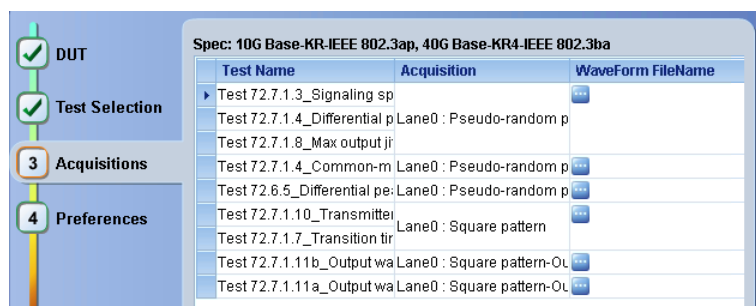 DUT
Test Selection
3 Acquisitions
4 Preferences
Spec: 10G Base-KR-IEEE 802.3ap, 40G Base-KR4-IEEE 802.3ba
Test Name Acquisition WaveForm FileName
Test 72.7.1.3_Signaling sp
Test 72.7.1.4_Differential p Lane0 : Pseudo-random p
Test 72.7.1.8_Max output ji
Test 72.7.1.4_Common-m Lane0 : Pseudo-random p
Test 72.6.5_Differential pe Lane0 : Pseudo-random p
Test 72.7.1.10_Transmitter
Lane0 : Square pattern
Test 72.7.1.7_Transition tir
Test 72.7.1.11b_Output wa Lane0 : Square pattern-Ou
Test 72.7.1.11a_Output wa Lane0 : Square pattern-Ou